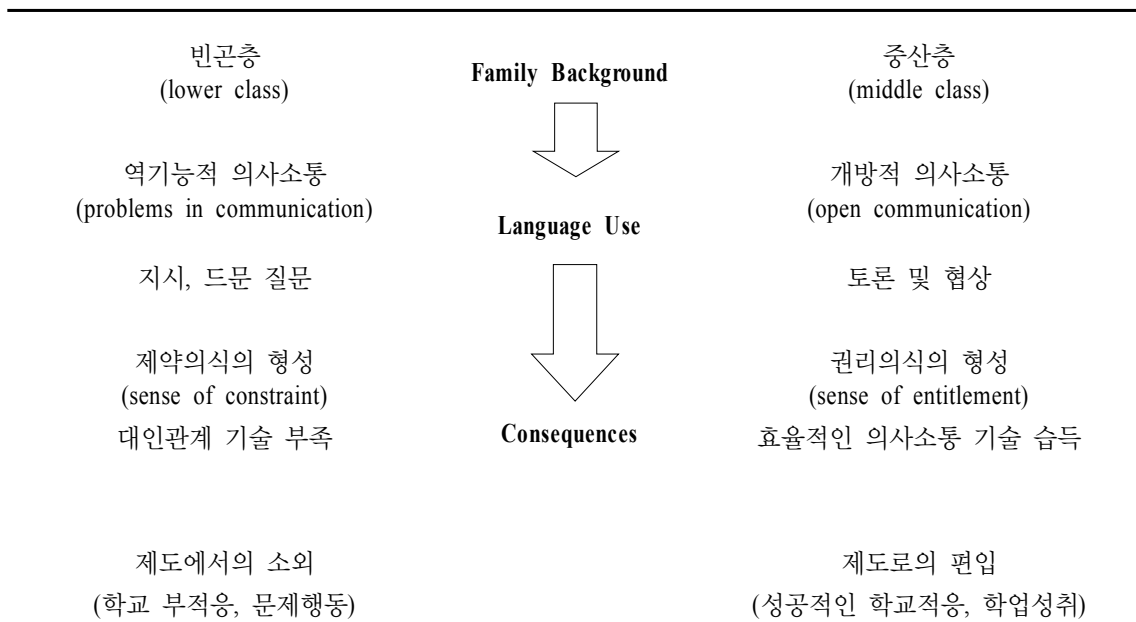 빈곤층
(lower class)
Family Background
중산층
(middle class)
역기능적 의사소통
(problems in communication)
개방적 의사소통
(open communication)
Language Use
지시, 드문 질문
토론 및 협상
제약의식의 형성
(sense of constraint)
대인관계 기술 부족
Consequences
권리의식의 형성
(sense of entitlement)
효율적인 의사소통 기술 습득
제도에서의 소외
(학교 부적응, 문제행동)
제도로의 편입
(성공적인 학교적응, 학업성취)